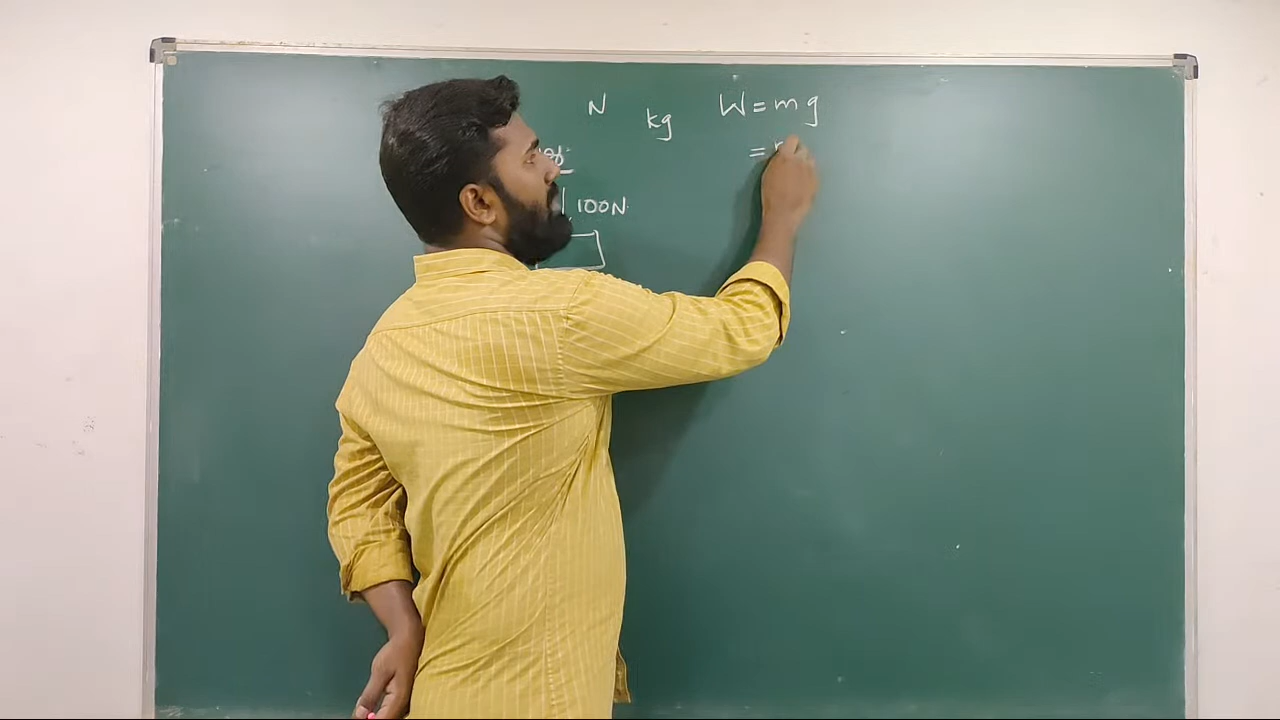 N kg W = mg
=
100N